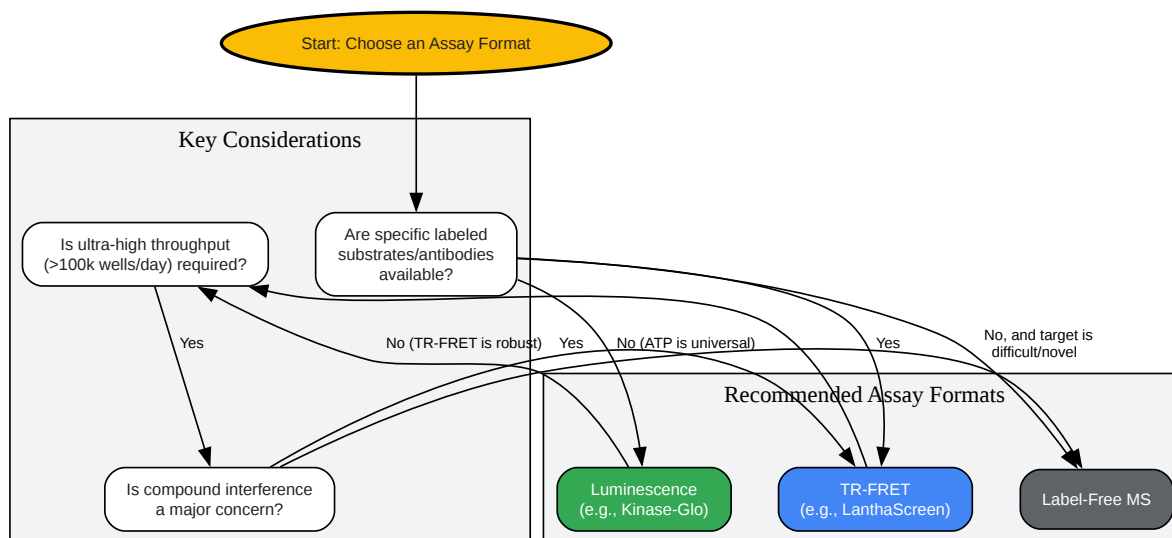 Start: Choose an Assay Format
Key Considerations
Is ultra-high throughput
(>100k wells/day) required?
Are specific labeled
substrates/antibodies
available?
Yes
No (TR-FRET is robust)
Yes
No (ATP is universal)
Yes
No, and target is
difficult/novel
Recommended Assay Formats
Is compound interference
a major concern?
Luminescence
(e.g., Kinase-Glo)
TR-FRET
(e.g., LanthaScreen)
Label-Free MS